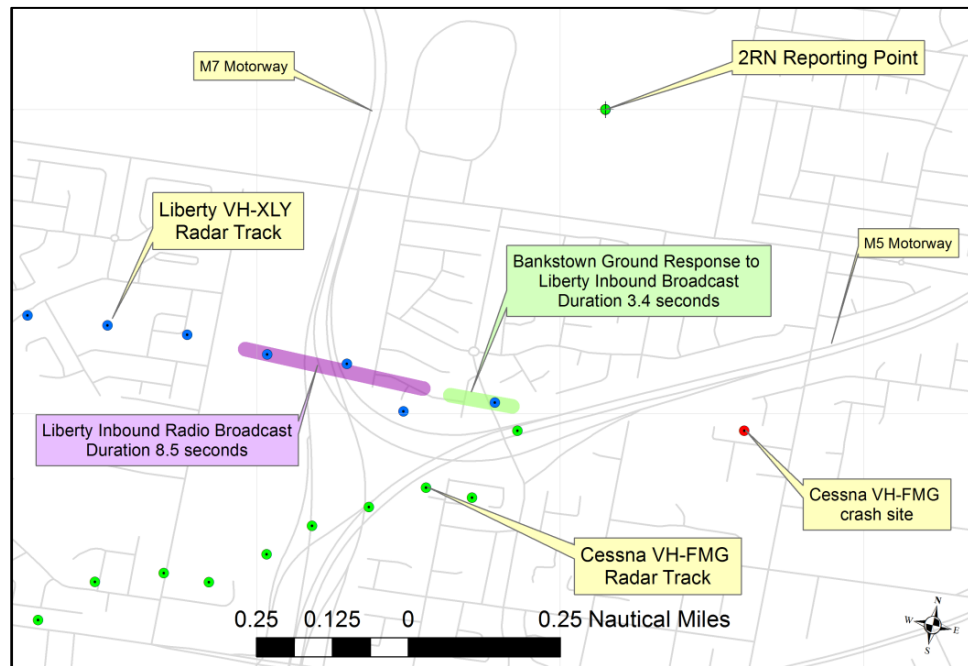 M7 Motorway
2RN Reporting Point
Liberty VH-XLY
Radar Track
Bankstown Ground Response to
Liberty Inbound Broadcast
Duration 3.4 seconds
M5 Motorway
Liberty Inbound Radio Broadcast
Duration 8.5 seconds
Cessna VH-FMG
crash site
Cessna VH-FMG
Radar Track
0.25 0.125 0 0.25 Nautical Miles
N
W E
S